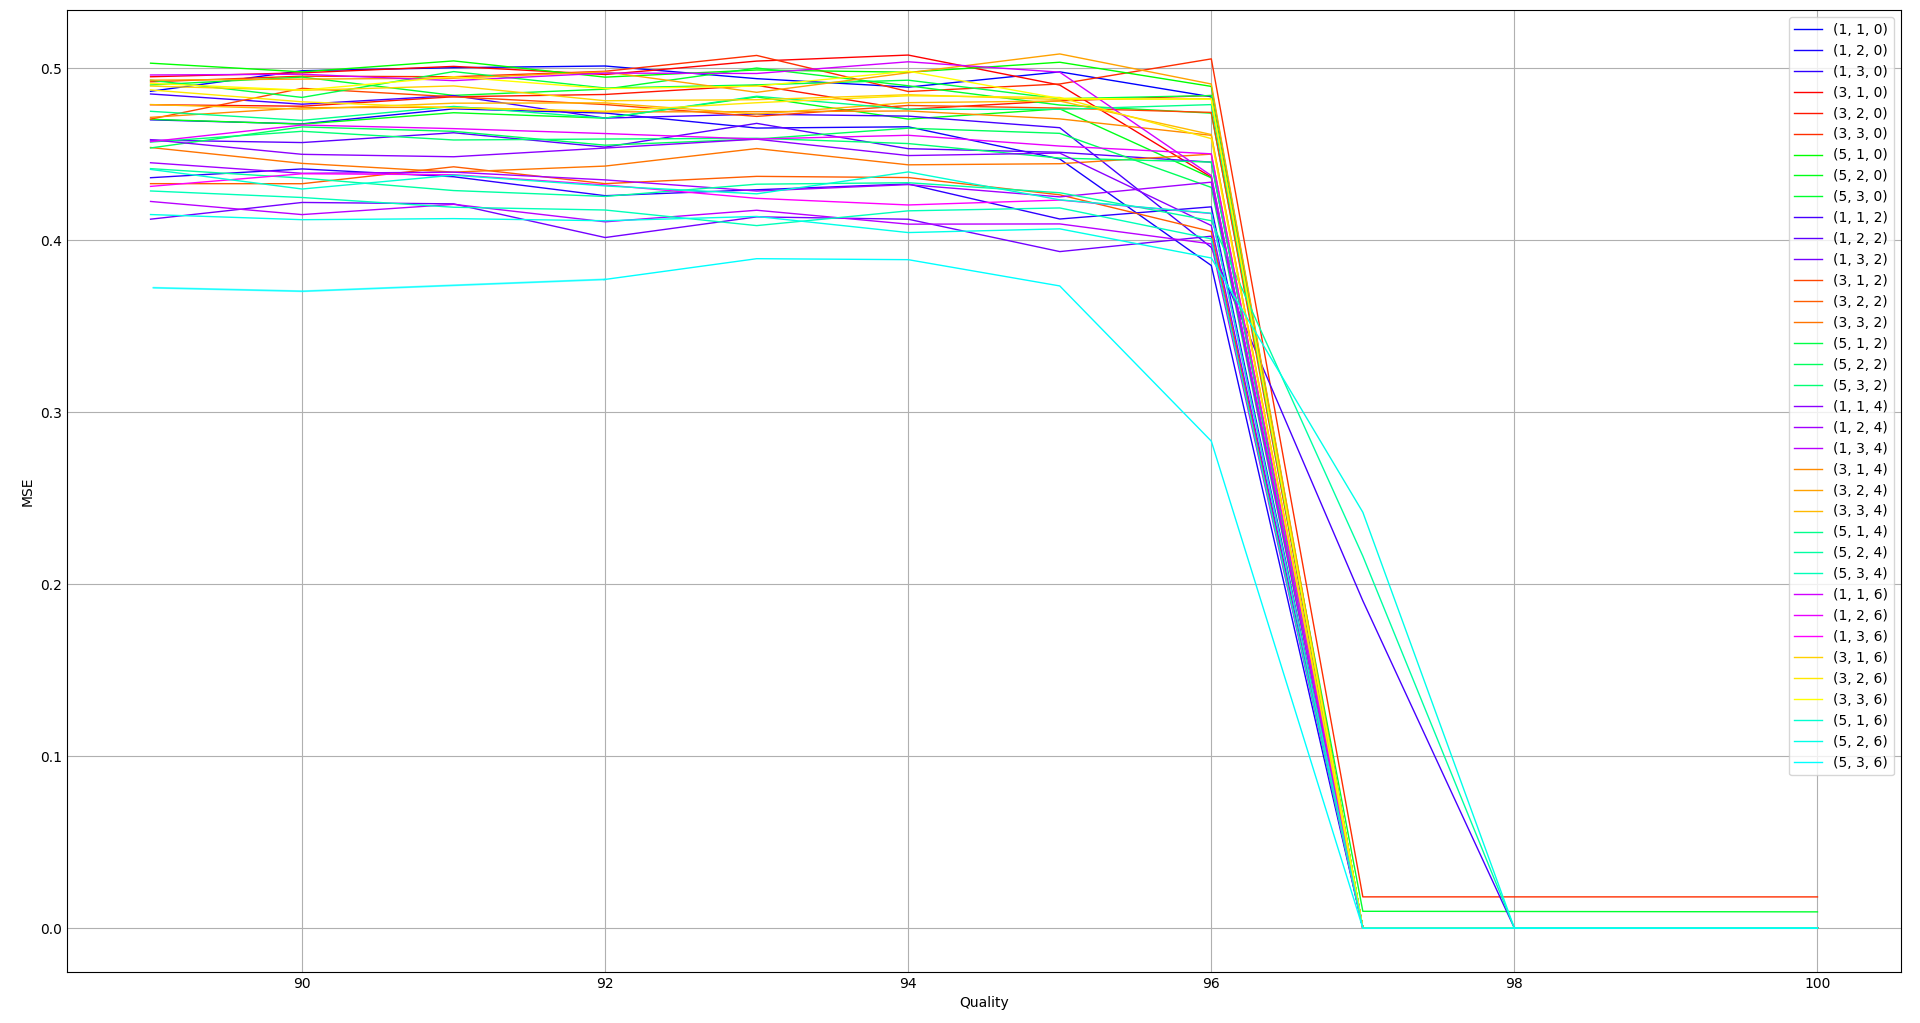 0.5
0.4
0.3
0.2
0.1
0.0
MSE
90 92 94 96 98 100
Quality
(1, 1, 0)
(1, 2, 0)
(1, 3, 0)
(3, 1, 0)
(3, 2, 0)
(3, 3, 0)
(5, 1, 0)
(5, 2, 0)
(5, 3, 0)
(1, 1, 2)
(1, 2, 2)
(1, 3, 2)
(3, 1, 2)
(3, 2, 2)
(3, 3, 2)
(5, 1, 2)
(5, 2, 2)
(5, 3, 2)
(1, 1, 4)
(1, 2, 4)
(1, 3, 4)
(3, 1, 4)
(3, 2, 4)
(3, 3, 4)
(5, 1, 4)
(5, 2, 4)
(5, 3, 4)
(1, 1, 6)
(1, 2, 6)
(1, 3, 6)
(3, 1, 6)
(3, 2, 6)
(3, 3, 6)
(5, 1, 6)
(5, 2, 6)
(5, 3, 6)